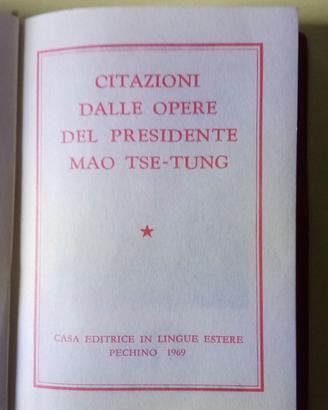 CITAZIONI
DALLE OPERE
DEL PRESIDENTE
MAO TSE-TUNG
CASA EDITRICE IN LINGUE ESTERE
PECHINO 1969